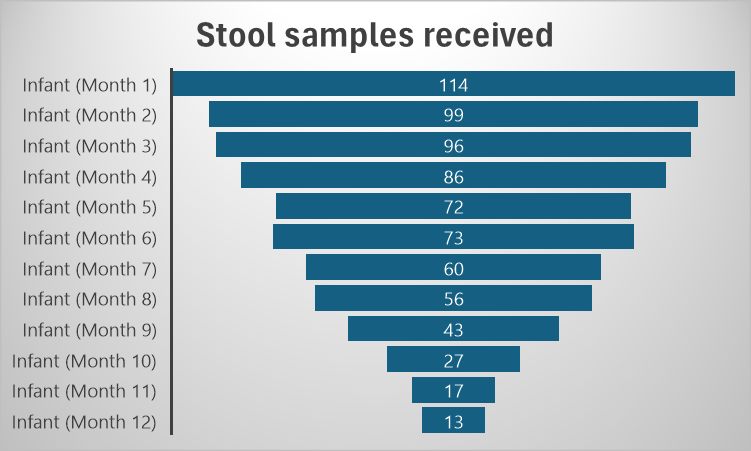 Stool samples received
Infant (Month 1) 114
Infant (Month 2) 99
Infant (Month 3) 96
Infant (Month 4) 86
Infant (Month 5) 72
Infant (Month 6) 73
Infant (Month 7) 60
Infant (Month 8) 56
Infant (Month 9) 43
Infant (Month 10) 27
Infant (Month 11) 17
Infant (Month 12) 13